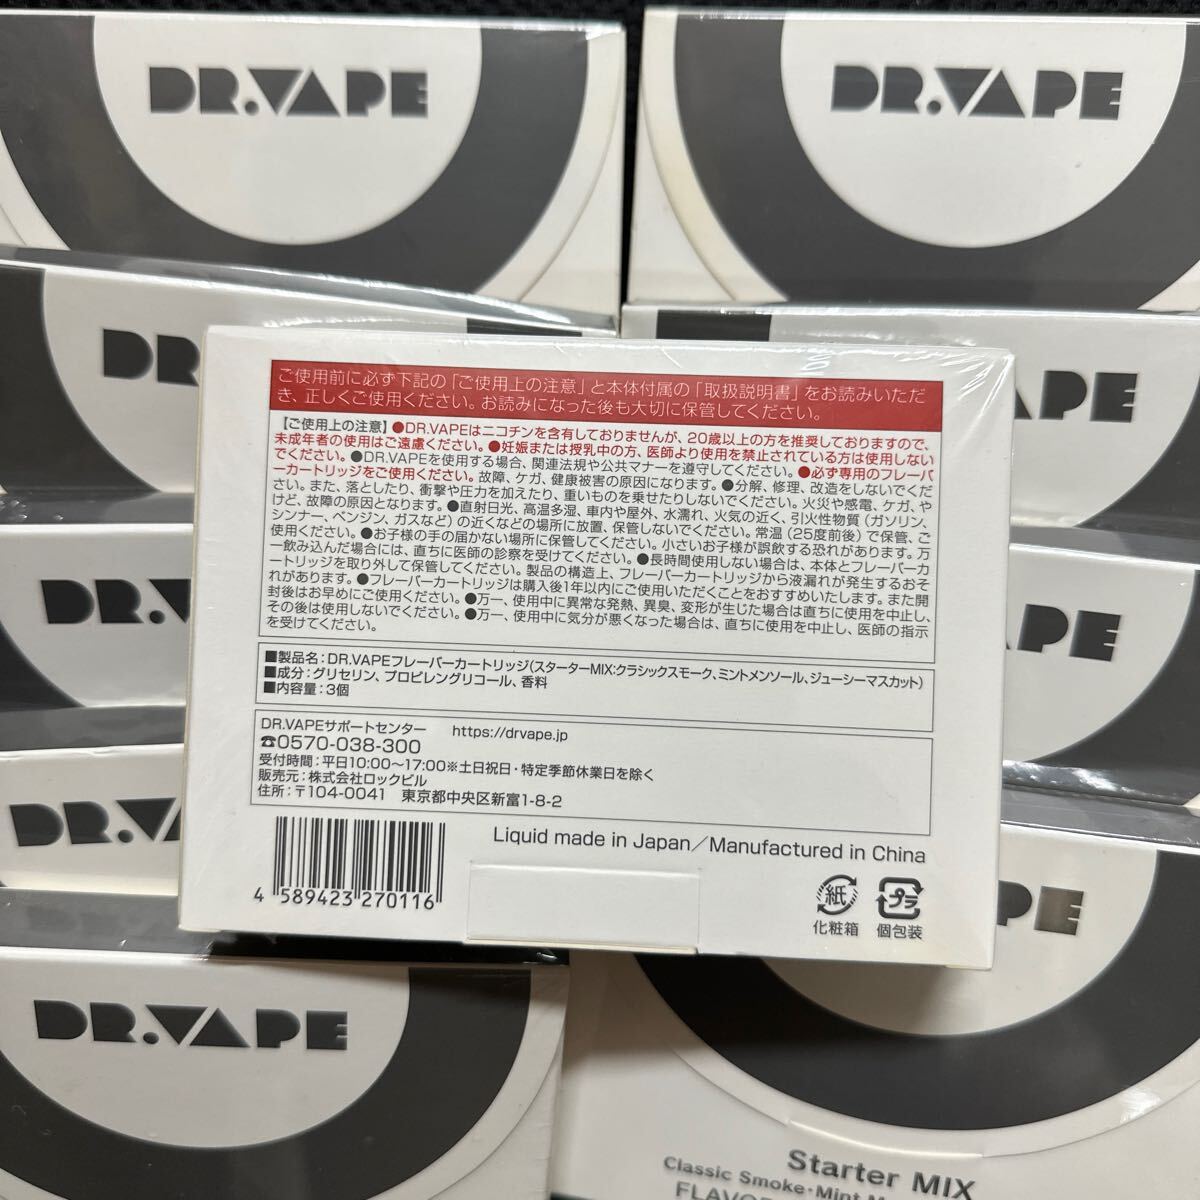 DR.VAPE
DR.VAPE
DR.V
APE
DR.VA
VAPE
DR.VA
PE
ご使用前に必ず下記の「ご使用上の注意」と本体付属の「取扱説明書」をお読みいただ
き、正しくご使用ください。お読みになった後も大切に保管してください。
【ご使用上の注意】●DR.VAPEはニコチンを含有しておりませんが、20歳以上の方を推奨しておりますので、
未成年者の使用はご遠慮ください。●妊娠または授乳中の方、医師より使用を禁止されている方は使用しない
でください。●DR.VAPEを使用する場合、関連法規や公共マナーを遵守してください。●必ず専用のフレーバ
ーカートリッジをご使用ください。故障、ケガ、健康被害の原因になります。●分解、修理、改造をしないでくだ
さい。また、落としたり、衝撃や圧力を加えたり、重いものを乗せたりしないでください。火災や感電、ケガ、や
けど、故障の原因となります。●直射日光、高温多湿、車内や屋外、水濡れ、火気の近く、引火性物質(ガソリン、
シンナー、ベンジン、ガスなど)の近くなどの場所に放置、保管しないでください。常温(25度前後)で保管、ご
使用ください。●お子様の手の届かない場所に保管してください。小さいお子様が誤飲する恐れがあります。万
一飲み込んだ場合には、直ちに医師の診察を受けてください。●長時間使用しない場合は、本体とフレーバーカ
ートリッジを取り外して保管してください。製品の構造上、フレーバーカートリッジから液漏れが発生するおそ
れがあります。●フレーバーカートリッジは購入後1年以内にご使用いただくことをおすすめいたします。また開
封後はお早めにご使用ください。●万一、使用中に異常な発熱、異臭、変形が生じた場合は直ちに使用を中止し、
その後は使用しないでください。●万一、使用中に気分が悪くなった場合は、直ちに使用を中止し、医師の指示
を受けてください。
■製品名：DR.VAPEフレーバーカートリッジ(スターターMIX:クラシックスモーク、ミントメンソール、ジューシーマスカット)
■成分：グリセリン、プロピレングリコール、香料
■内容量：3個
DR.VAPEサポートセンター　https://drvape.jp
☎0570-038-300
受付時間：平日10:00〜17:00※土日祝日・特定季節休業日を除く
販売元：株式会社ロックビル
住所：〒104-0041　東京都中央区新富1-8-2
Liquid made in Japan／Manufactured in China
4 589423 270116
紙
化粧箱
プラ
個包装
DR.VAPE
Starter MIX
Classic Smoke・Mint M
FLAVO